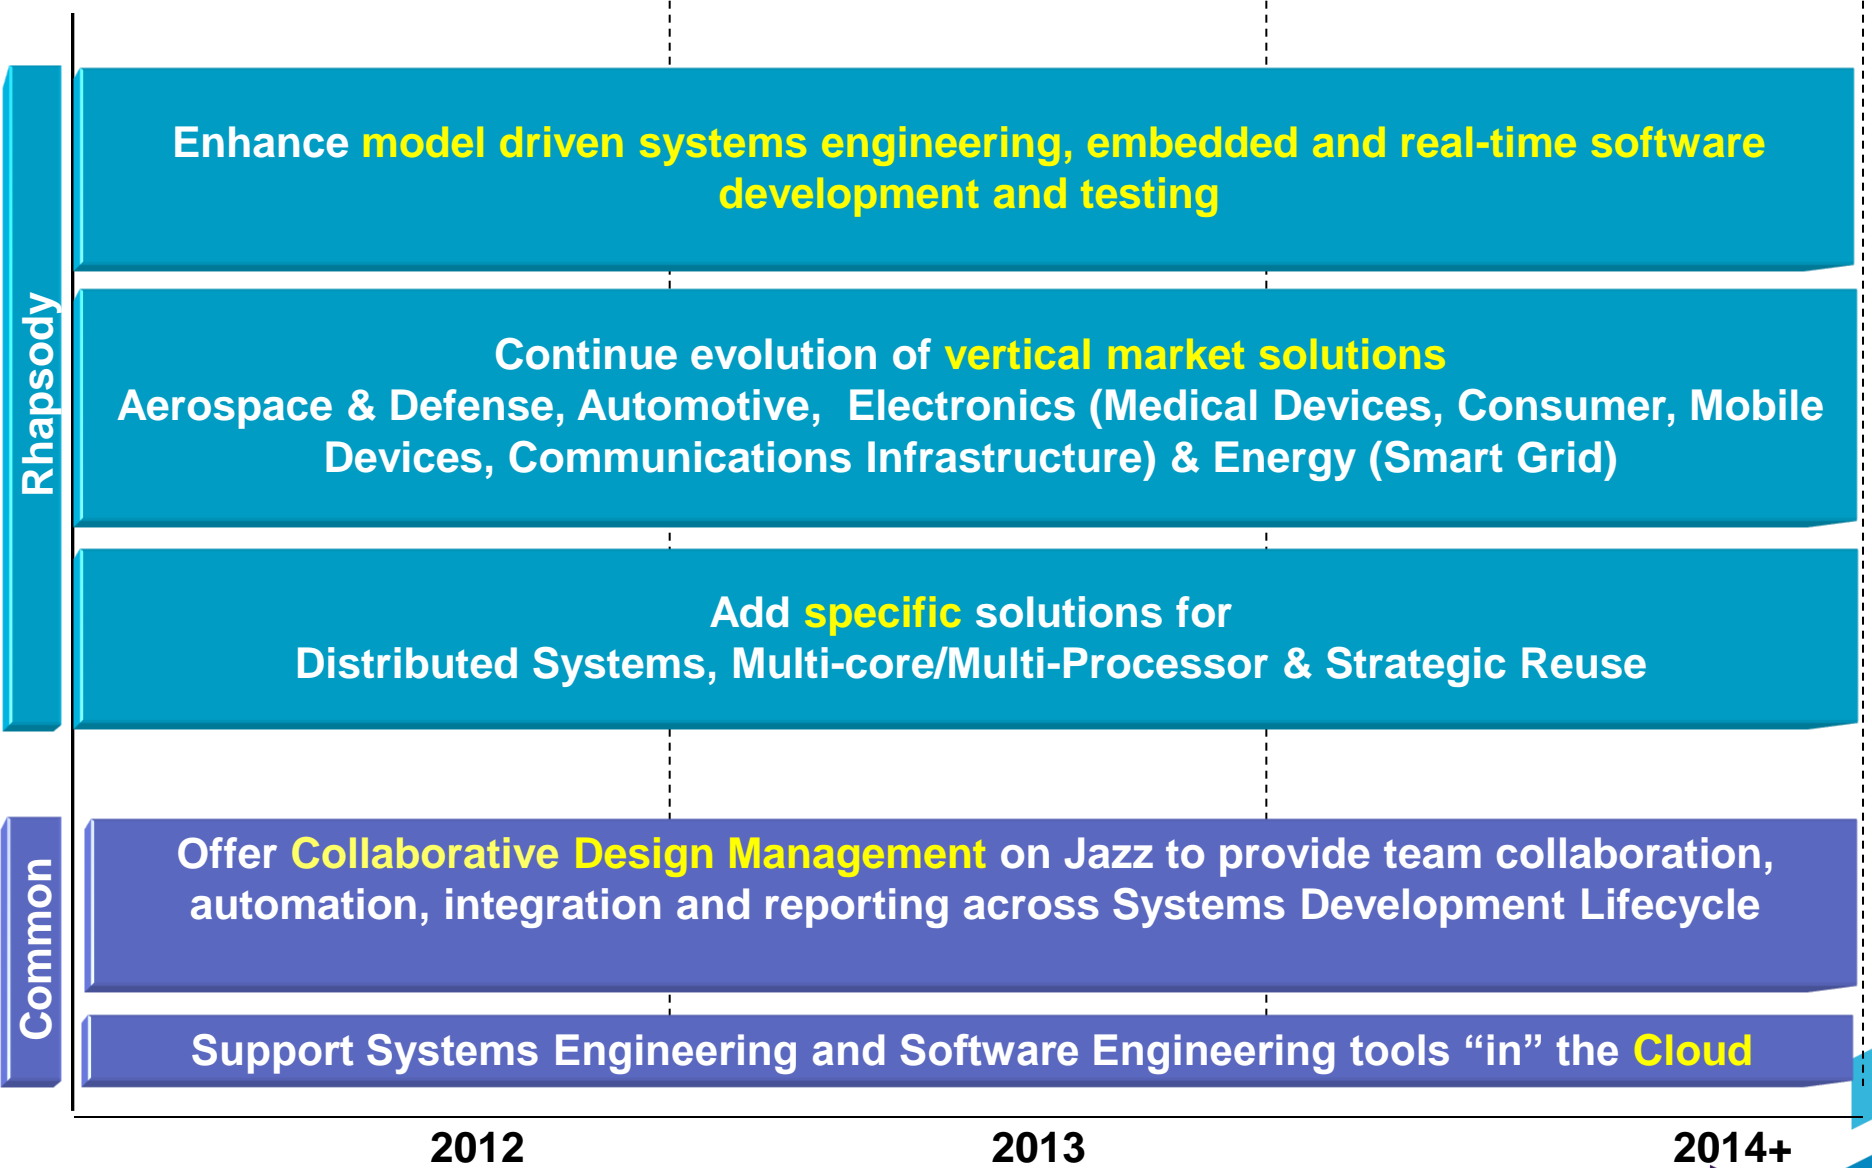 Rhapsody
Enhance model driven systems engineering, embedded and real-time software
development and testing
Continue evolution of vertical market solutions
Aerospace & Defense, Automotive,  Electronics (Medical Devices, Consumer, Mobile
Devices, Communications Infrastructure) & Energy (Smart Grid)
Add specific solutions for
Distributed Systems, Multi-core/Multi-Processor & Strategic Reuse
Common
Offer Collaborative Design Management on Jazz to provide team collaboration,
automation, integration and reporting across Systems Development Lifecycle
Support Systems Engineering and Software Engineering tools “in” the Cloud
2012
2013
2014+